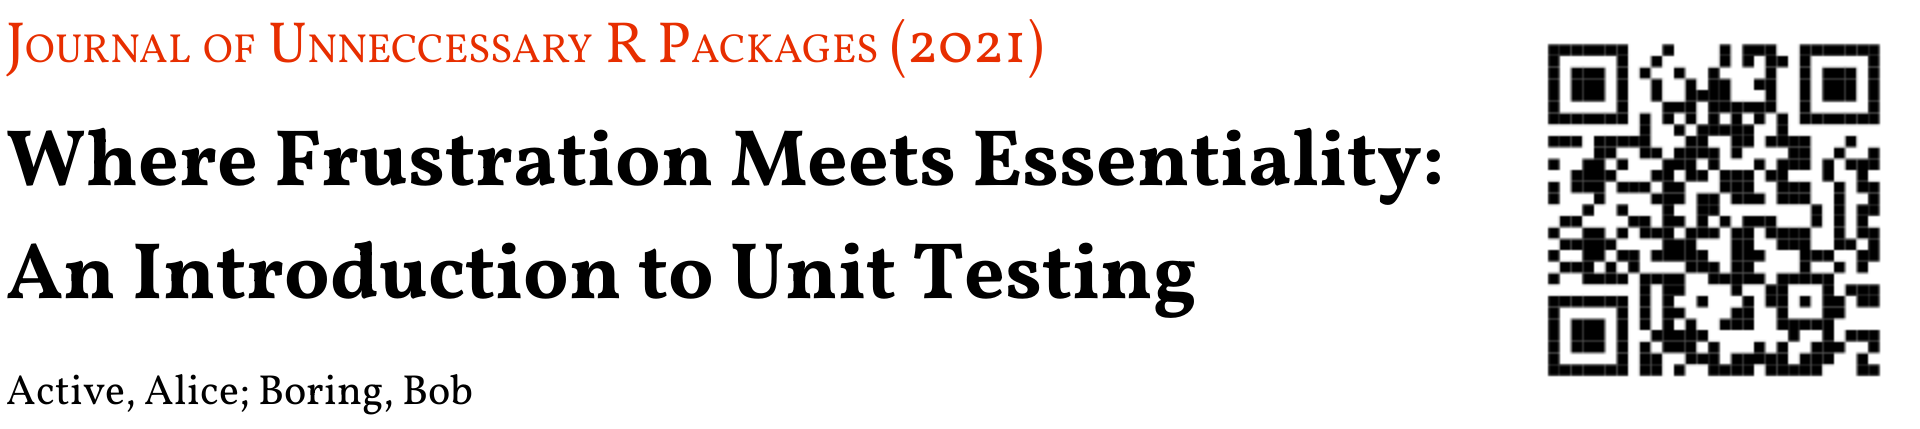 Journal of Unneccessary R Packages (2021)
Where Frustration Meets Essentiality:
An Introduction to Unit Testing
Active, Alice; Boring, Bob